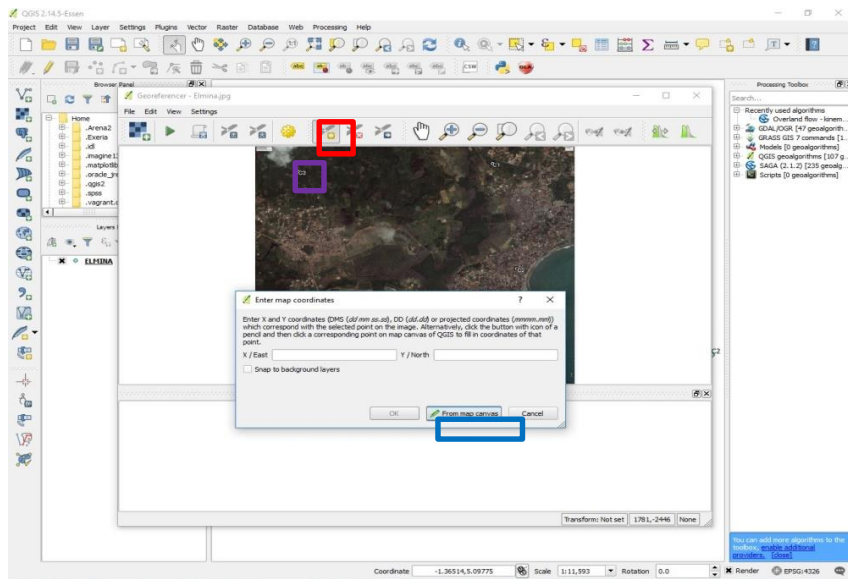 QGIS 2.14.5-Essen
Project Edit View Layer Settings Plugins Vector Raster Database Web Processing Help
CSW
Browser Panel
Home
.Arena2
.Exeria
.idl
.matplotlib
.qgis2
.spss
Layers
ELMINA
Georeferencer - Elmina.jpg
File Edit View Settings
Enter map coordinates
Enter X and Y coordinates (DMS (dd mm ss.ss), DD (dd.dd) or projected coordinates (mmmm.mm))
which correspond with the selected point on the image. Alternatively, click the button with icon of a
pencil and then click a corresponding point on map canvas of QGIS to fill in coordinates of that
point.
X / East Y / North
Snap to background layers
OK From map canvas Cancel
Transform: Not set 1781,-2446 None
Processing Toolbox
Search...
Recently used algorithms
Overland flow - kinem...
GDAL/OGR [47 geoalgorith...
GRASS GIS 7 commands [1...
Models [0 geoalgorithms]
QGIS geoalgorithms [107 g...
SAGA (2.1.2) [235 geoalg...
Scripts [0 geoalgorithms]
You can add more algorithms to the
toolbox, enable additional
providers. [close]
Coordinate -1.36514,5.09775 Scale 1:11,593 Rotation 0.0 Render EPSG:4326